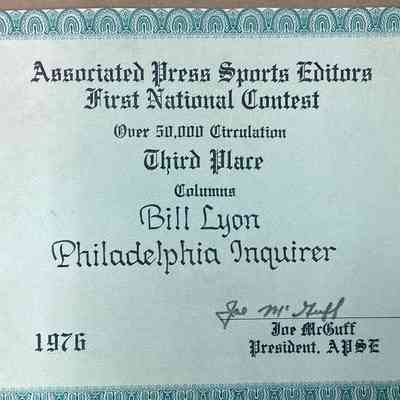 Associated Press Sports Editors
First National Contest
Over 50,000 Circulation
Third Place
Columns
Bill Lyon
Philadelphia Inquirer
Joe McGuff
1976
Joe McGuff
President, APSE